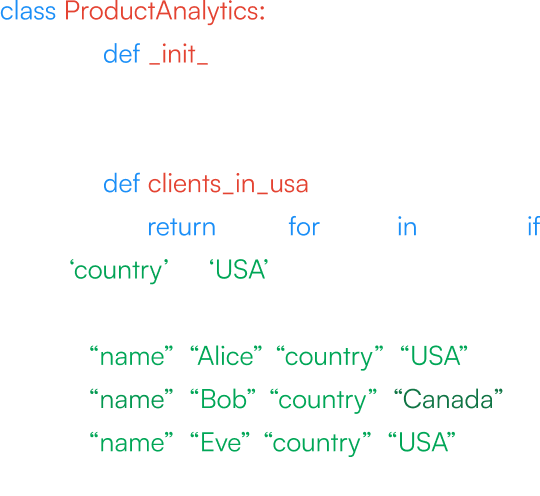 class ProductAnalytics:
def _init_
def clients_in_usa
return for in if
‘country’ ‘USA’
“name” “Alice” “country” “USA”
“name” “Bob” “country” “Canada”
“name” “Eve” “country” “USA”